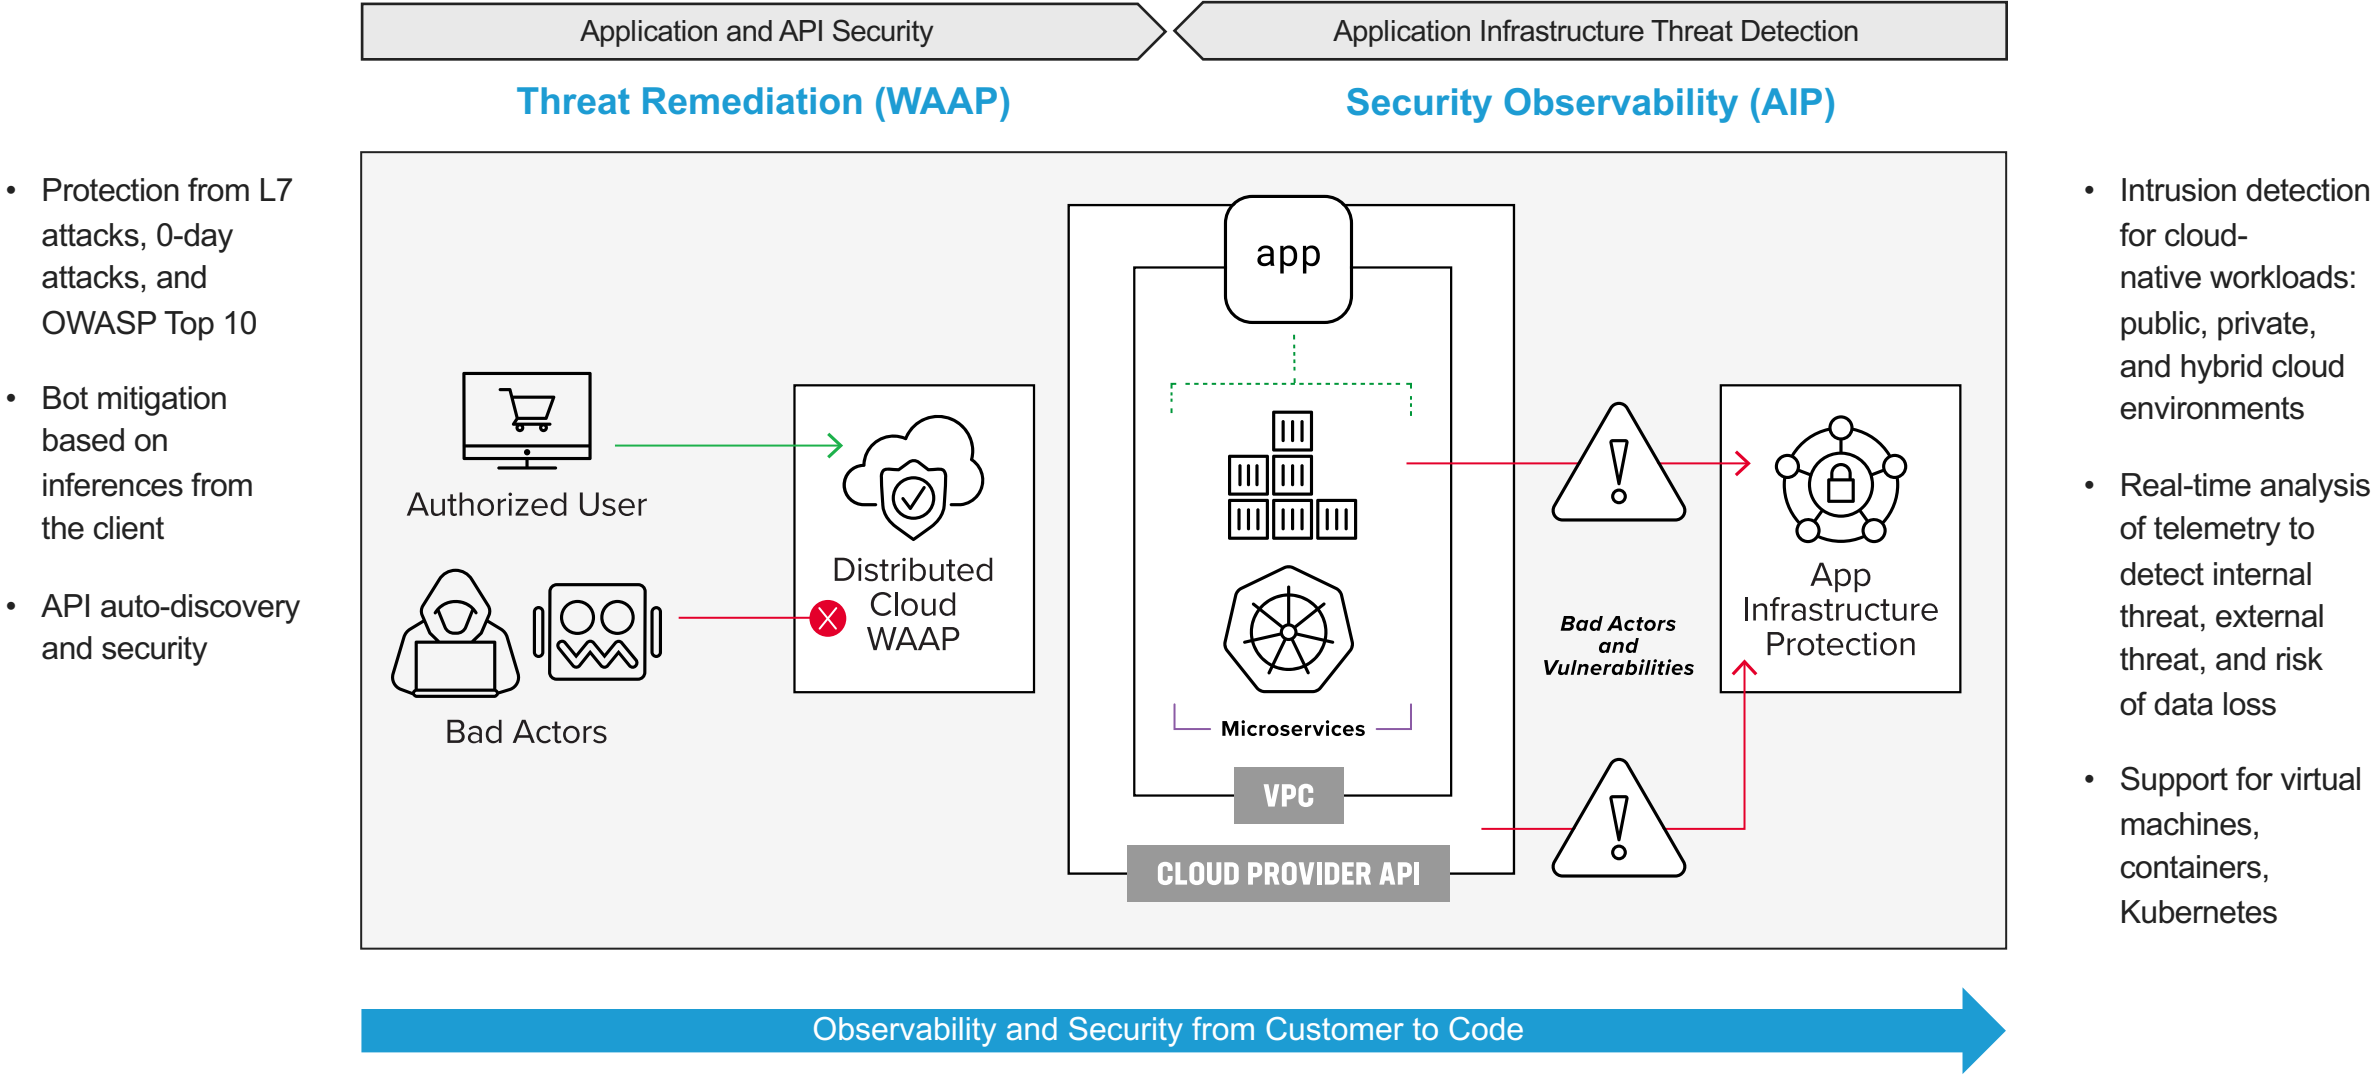 Application and API Security
Application Infrastructure Threat Detection
Threat Remediation (WAAP)
Security Observability (AIP)
• Protection from L7
attacks, 0-day
attacks, and
OWASP Top 10
• Bot mitigation
based on
inferences from
the client
• API auto-discovery
and security
Authorized User
Bad Actors
Distributed
Cloud
WAAP
app
Microservices
VPC
CLOUD PROVIDER API
Bad Actors
and
Vulnerabilities
App
Infrastructure
Protection
• Intrusion detection
for cloud-
native workloads:
public, private,
and hybrid cloud
environments
• Real-time analysis
of telemetry to
detect internal
threat, external
threat, and risk
of data loss
• Support for virtual
machines,
containers,
Kubernetes
Observability and Security from Customer to Code